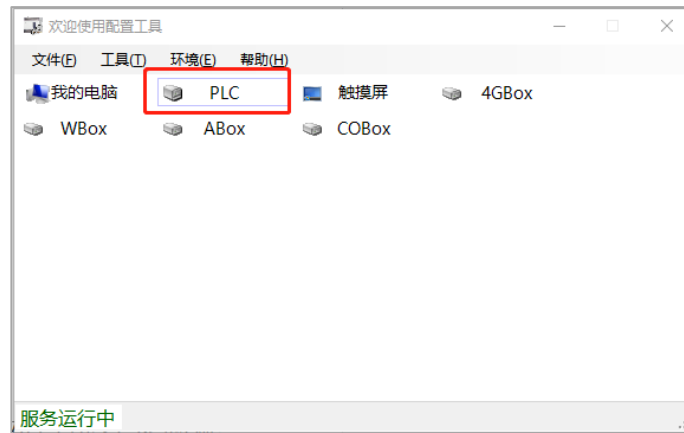 欢迎使用配置工具
文件(F) 工具(T) 环境(E) 帮助(H)
我的电脑 PLC 触摸屏 4GBox
WBox ABox COBox
服务运行中